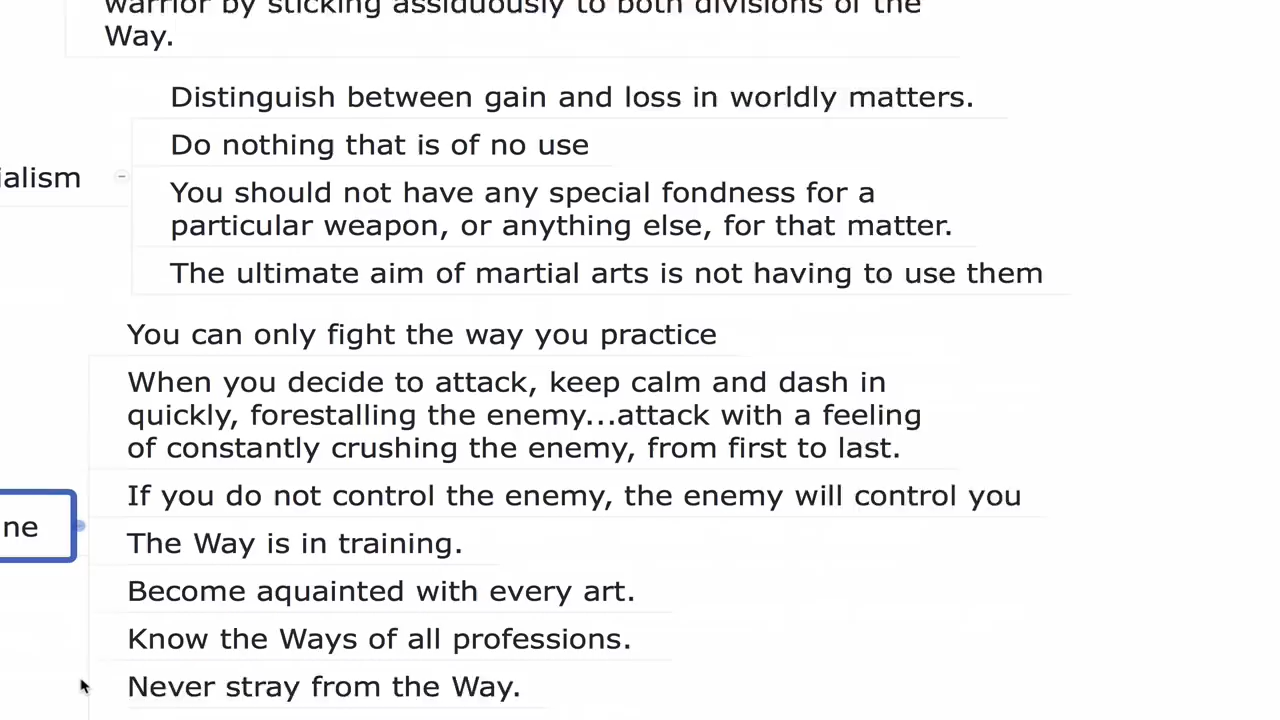 warrior by sticking assiduously to both divisions of the
Way.
Distinguish between gain and loss in worldly matters.
Do nothing that is of no use
ialism
You should not have any special fondness for a
particular weapon, or anything else, for that matter.
The ultimate aim of martial arts is not having to use them
You can only fight the way you practice
When you decide to attack, keep calm and dash in
quickly, forestalling the enemy...attack with a feeling
of constantly crushing the enemy, from first to last.
If you do not control the enemy, the enemy will control you
ne
The Way is in training.
Become aquainted with every art.
Know the Ways of all professions.
Never stray from the Way.